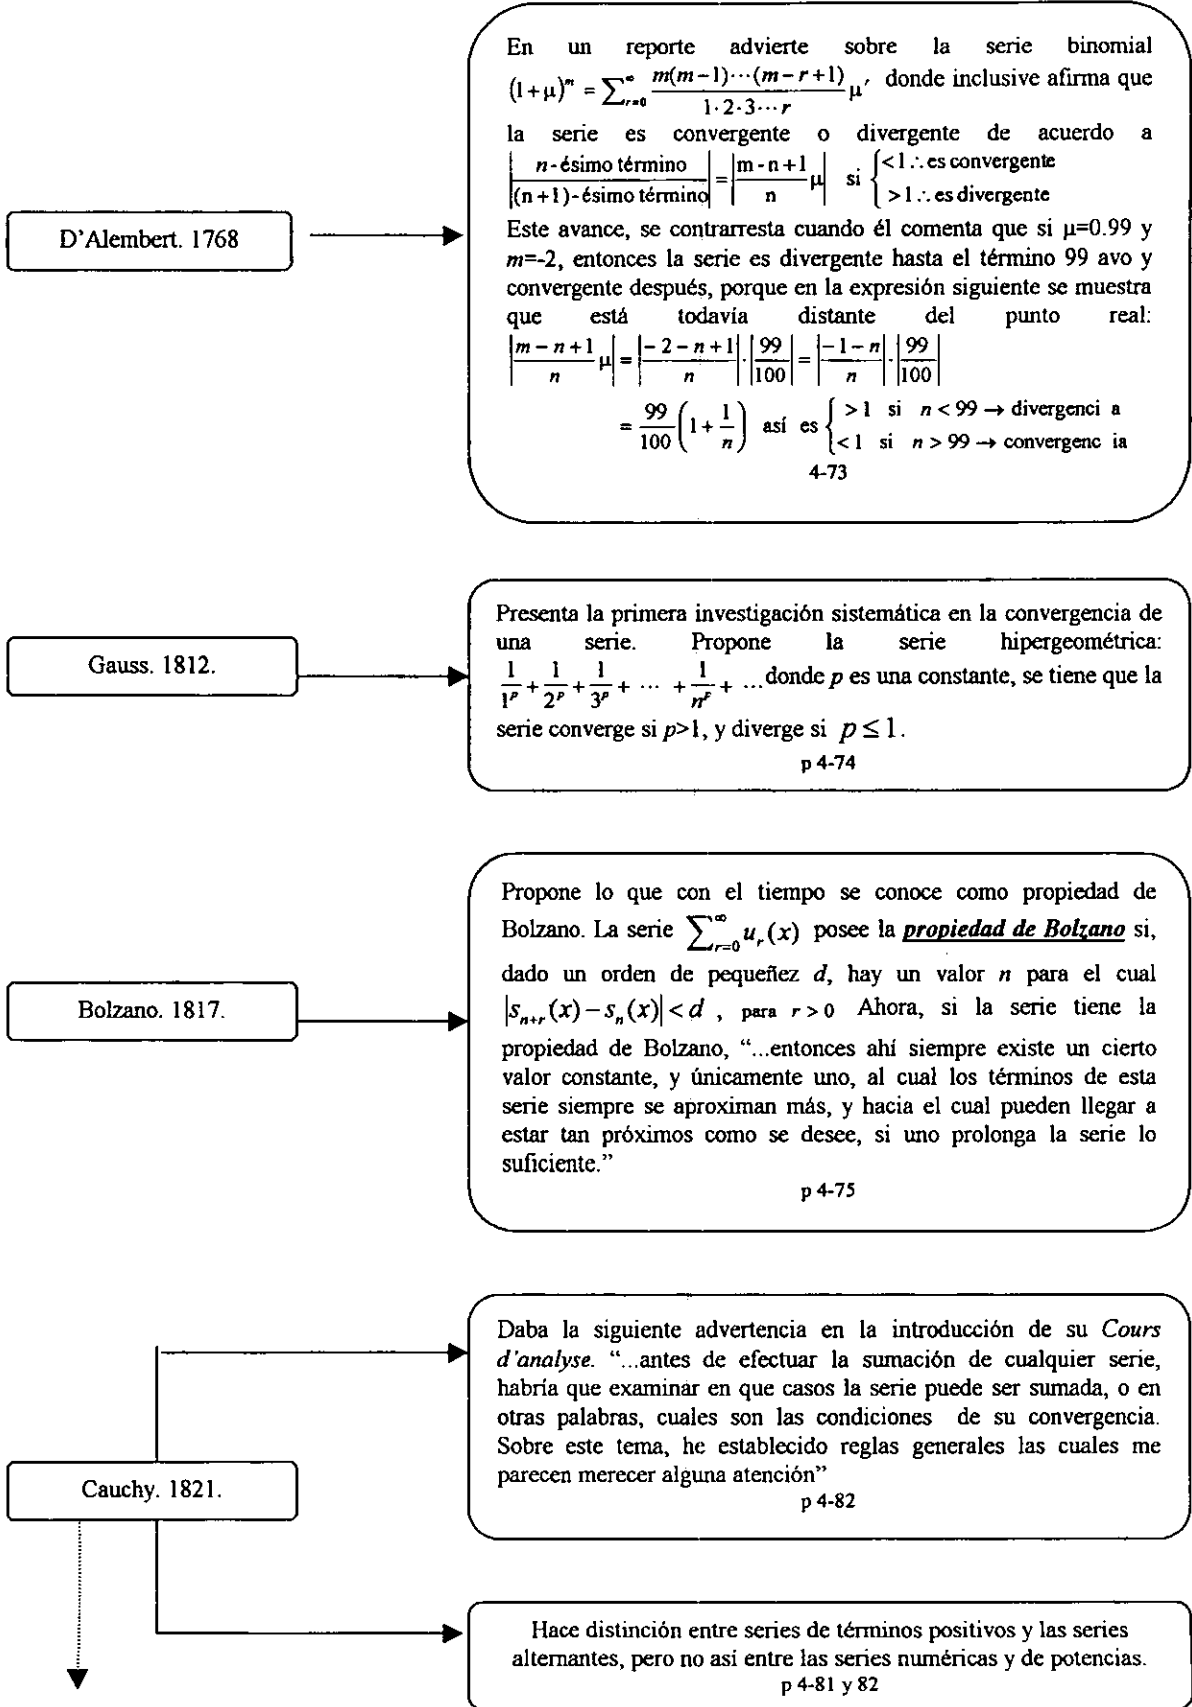 En un reporte advierte sobre la serie binomial
(1+μ)^m = ∑_{r=0}^{∞} m(m−1)···(m−r+1) / 1·2·3···r μ^r donde inclusive afirma que
la serie es convergente o divergente de acuerdo a
|n-ésimo término / (n+1)-ésimo término| = |m-n+1 / n μ| si { <1 ∴ es convergente
>1 ∴ es divergente
D'Alembert. 1768
Este avance, se contrarresta cuando él comenta que si μ=0.99 y
m=-2, entonces la serie es divergente hasta el término 99 avo y
convergente después, porque en la expresión siguiente se muestra
que está todavía distante del punto real:
|m−n+1 / n μ| = |−2−n+1 / n|·|99/100| = |−1−n / n|·|99/100|
= 99/100 (1+1/n) así es { >1 si n<99 → divergenci a
<1 si n>99 → convergenc ia
4-73
Gauss. 1812.
Presenta la primera investigación sistemática en la convergencia de
una serie. Propone la serie hipergeométrica:
1/1^p + 1/2^p + 1/3^p + ··· + 1/n^p + ... donde p es una constante, se tiene que la
serie converge si p>1, y diverge si p ≤ 1.
p 4-74
Bolzano. 1817.
Propone lo que con el tiempo se conoce como propiedad de
Bolzano. La serie ∑_{r=0}^{∞} u_r(x) posee la propiedad de Bolzano si,
dado un orden de pequeñez d, hay un valor n para el cual
|s_{n+r}(x) − s_n(x)| < d , para r > 0 Ahora, si la serie tiene la
propiedad de Bolzano, “...entonces ahí siempre existe un cierto
valor constante, y únicamente uno, al cual los términos de esta
serie siempre se aproximan más, y hacia el cual pueden llegar a
estar tan próximos como se desee, si uno prolonga la serie lo
suficiente.”
p 4-75
Cauchy. 1821.
Daba la siguiente advertencia en la introducción de su Cours
d'analyse. “...antes de efectuar la sumación de cualquier serie,
habría que examinar en que casos la serie puede ser sumada, o en
otras palabras, cuales son las condiciones de su convergencia.
Sobre este tema, he establecido reglas generales las cuales me
parecen merecer alguna atención”
p 4-82
Hace distinción entre series de términos positivos y las series
alternantes, pero no asi entre las series numéricas y de potencias.
p 4-81 y 82